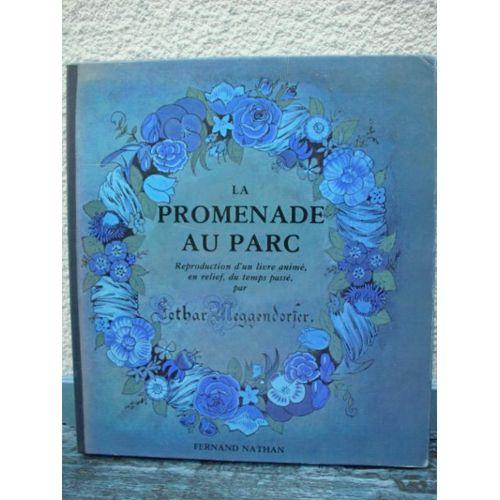 LA
PROMENADE
AU PARC
Reproduction d'un livre animé,
en relief, du temps passé,
par
Lothar Meggendorfer.
FERNAND NATHAN